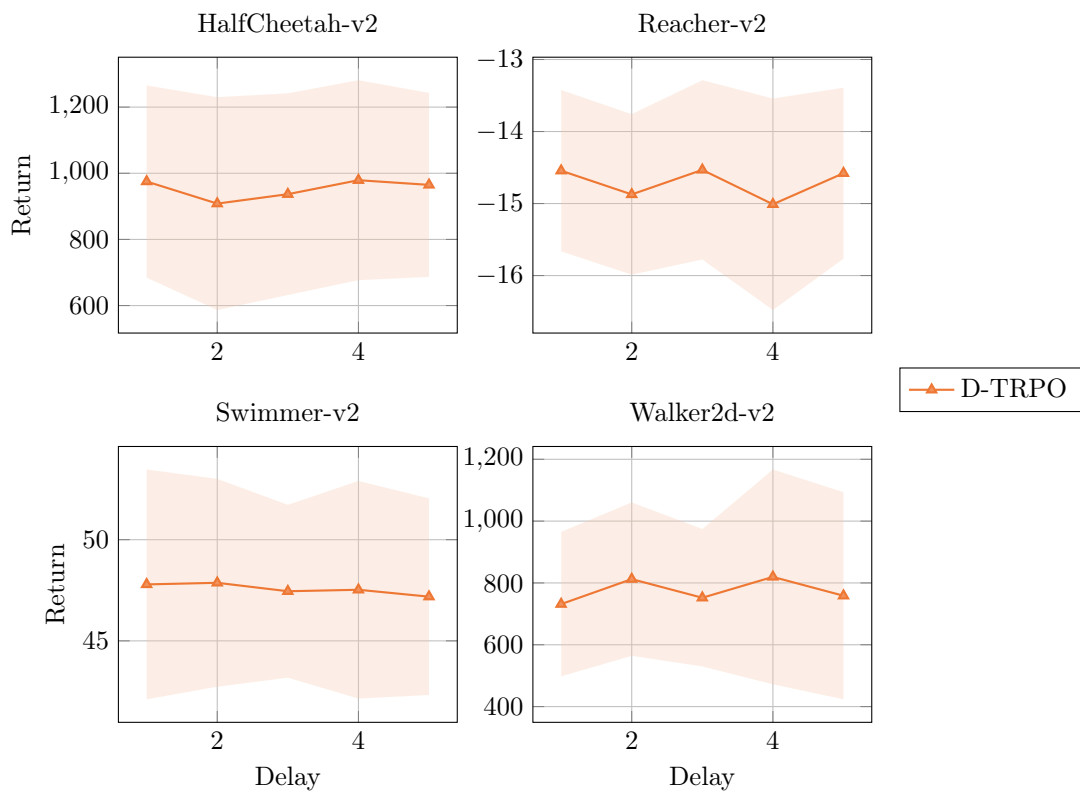 HalfCheetah-v2
Return
1,200
1,000
800
600
2 4
Reacher-v2
−13
−14
−15
−16
2 4
D-TRPO
Swimmer-v2
Return
50
45
2 4
Delay
Walker2d-v2
1,200
1,000
800
600
400
2 4
Delay